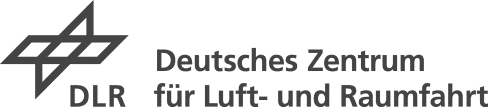 DLR
Deutsches Zentrum
für Luft- und Raumfahrt